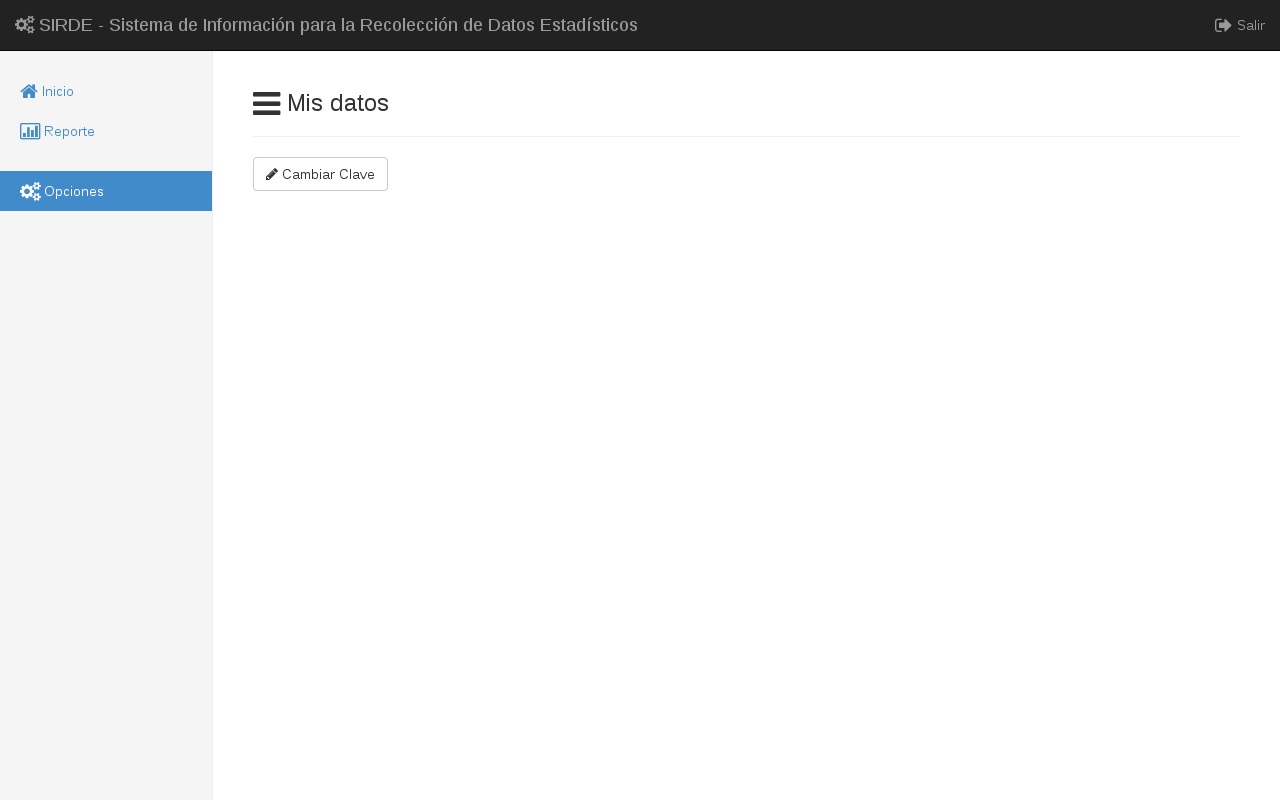 SIRDE - Sistema de Información para la Recolección de Datos Estadísticos
Salir
Inicio
Reporte
Opciones
Mis datos
Cambiar Clave